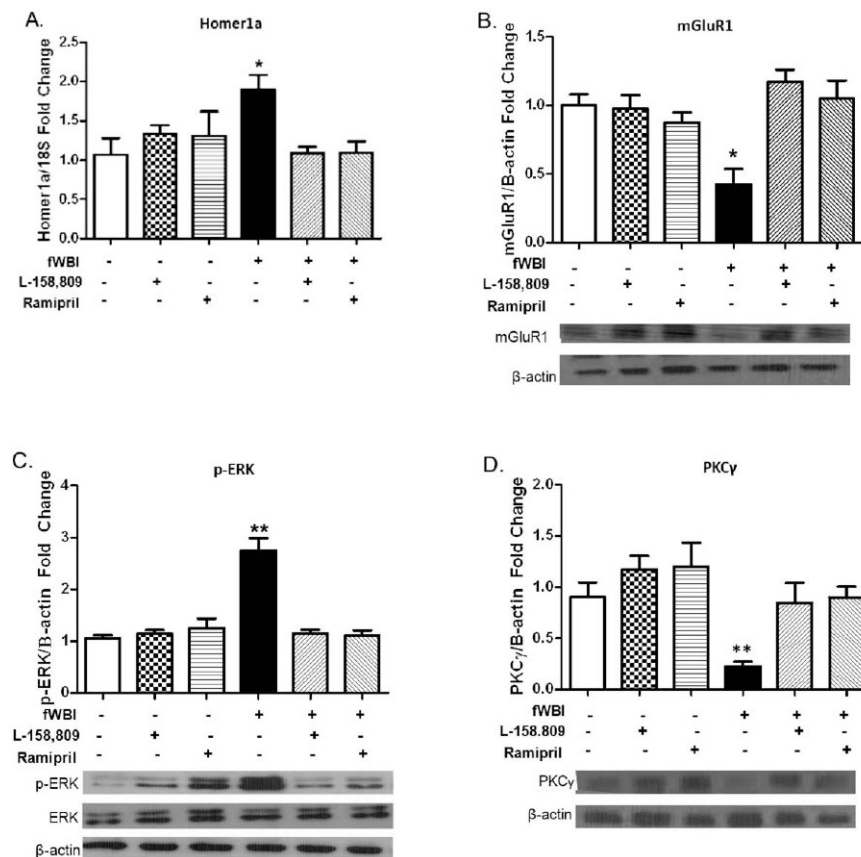 A.
Homer1a
Homer1a/18S Fold Change
2.5
2.0
1.5
1.0
0.5
0.0
fWBI - - - + + +
L-158,809 - + - - + -
Ramipril - - + - - +
*
B.
mGluR1
mGluR1/B-actin Fold Change
1.5
1.0
0.5
0.0
*
fWBI - - - + + +
L-158,809 - + - - + -
Ramipril - - + - - +
mGluR1
β-actin
C.
p-ERK
p-ERK/B-actin Fold Change
4
3
2
1
0
**
fWBI - - - + + +
L-158,809 - + - - + -
Ramipril - - + - - +
p-ERK
ERK
β-actin
D.
PKCγ
PKCγ/B-actin Fold Change
2.0
1.5
1.0
0.5
0.0
**
fWBI - - - + + +
L-158.809 - + - - + -
Ramipril - - + - - +
PKCγ
β-actin